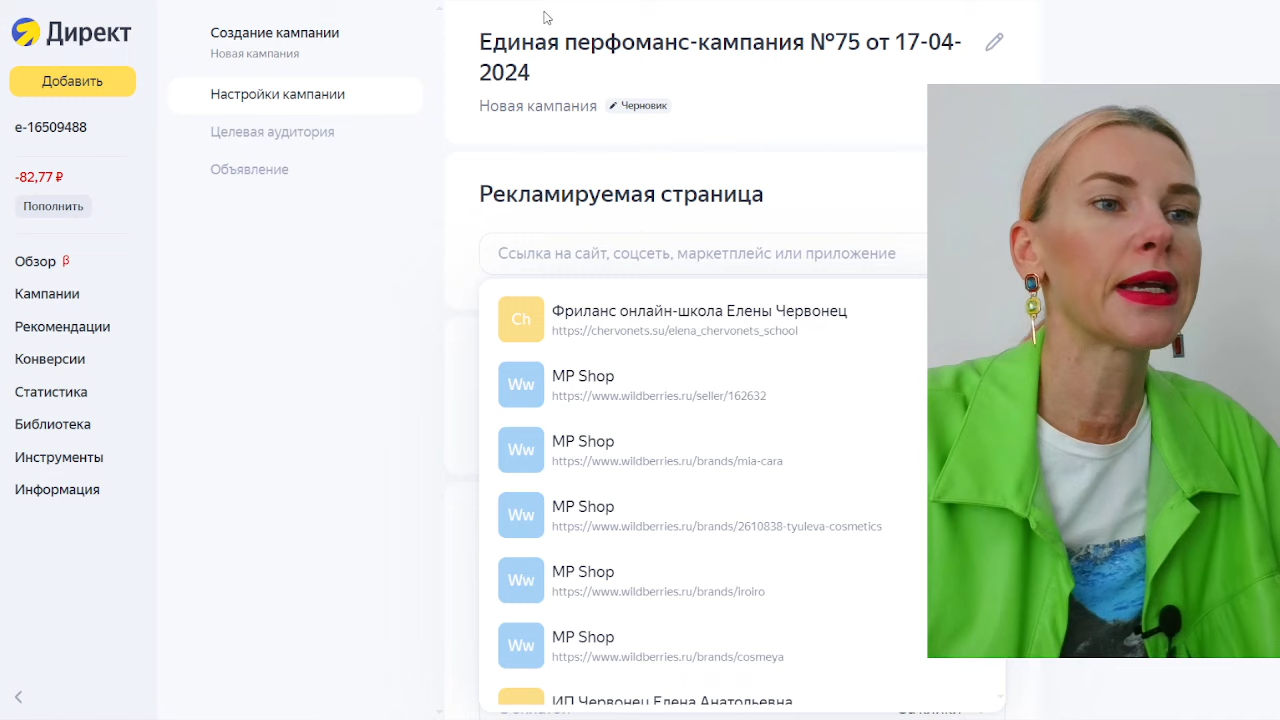 Директ
Добавить
e-16509488
-82,77 ₽
Пополнить
Обзор β
Кампании
Рекомендации
Конверсии
Статистика
Библиотека
Инструменты
Информация
Создание кампании
Новая кампания
Настройки кампании
Целевая аудитория
Объявление
Единая перфоманс-кампания №75 от 17-04-
2024
Новая кампания Черновик
Рекламируемая страница
Ссылка на сайт, соцсеть, маркетплейс или приложение
Ch
Фриланс онлайн-школа Елены Червонец
https://chervonets.su/elena_chervonets_school
Ww
MP Shop
https://www.wildberries.ru/seller/162632
Ww
MP Shop
https://www.wildberries.ru/brands/mia-cara
Ww
MP Shop
https://www.wildberries.ru/brands/2610838-tyuleva-cosmetics
Ww
MP Shop
https://www.wildberries.ru/brands/iroiro
Ww
MP Shop
https://www.wildberries.ru/brands/cosmeya
ИП Червонец Елена Анатольевна